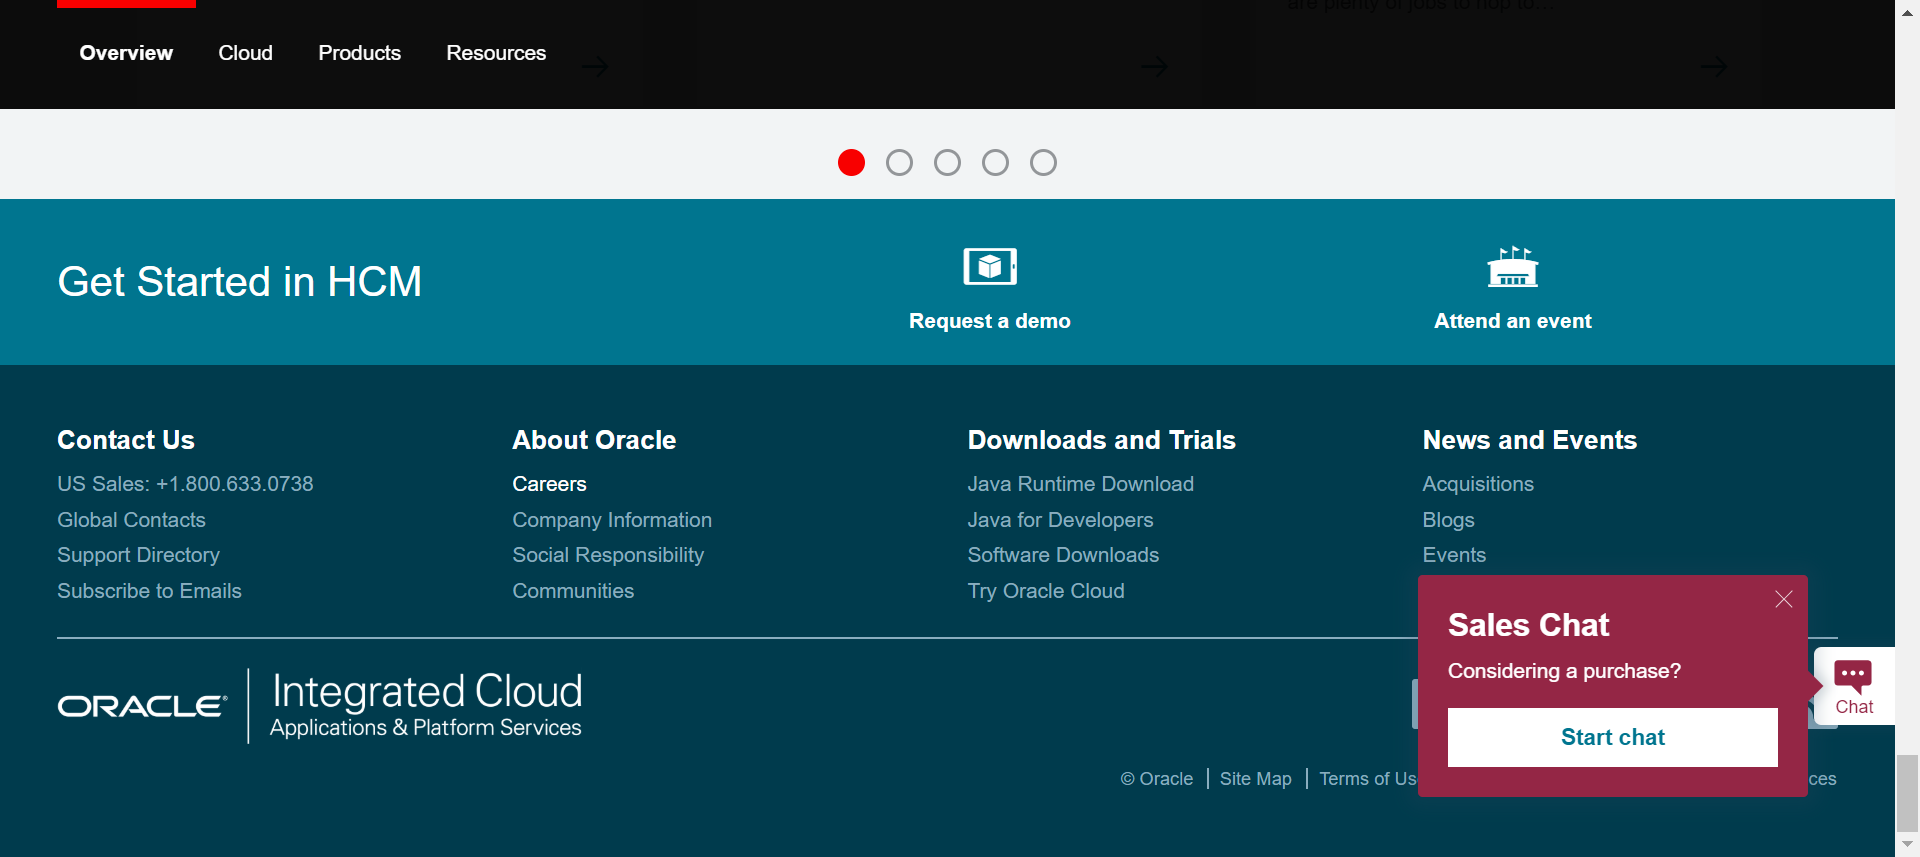 are plenty of jobs to hop to...
Overview Cloud Products Resources
Get Started in HCM
Request a demo
Attend an event
Contact Us
US Sales: +1.800.633.0738
Global Contacts
Support Directory
Subscribe to Emails
About Oracle
Careers
Company Information
Social Responsibility
Communities
Downloads and Trials
Java Runtime Download
Java for Developers
Software Downloads
Try Oracle Cloud
News and Events
Acquisitions
Blogs
Events
Sales Chat
Considering a purchase?
Start chat
Chat
ORACLE® Integrated Cloud
Applications & Platform Services
© Oracle Site Map Terms of